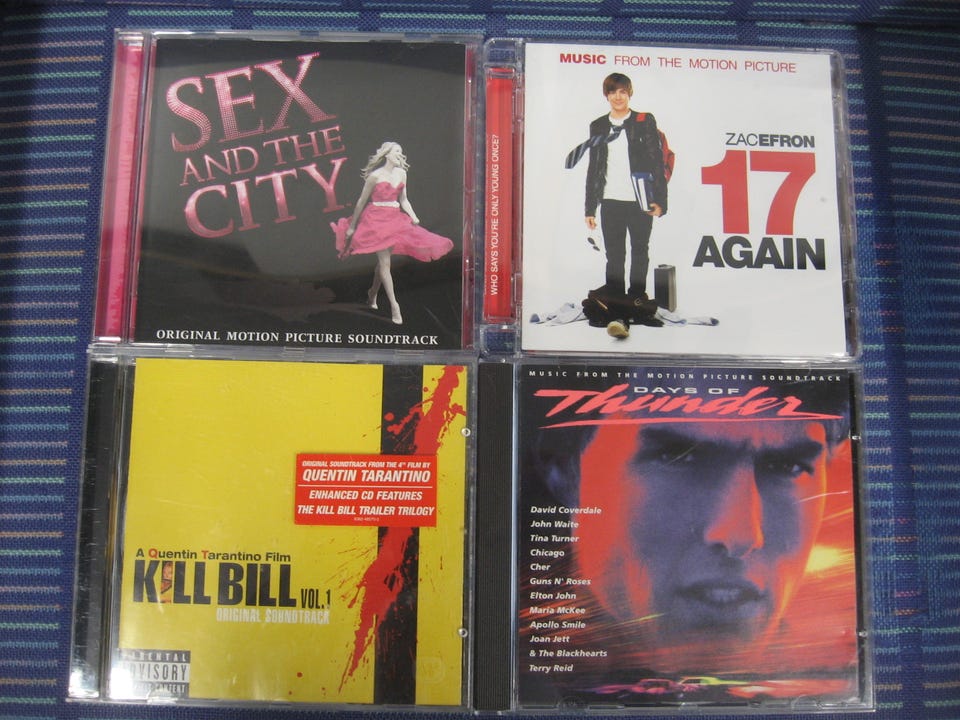 SEX
AND THE
CITY
ORIGINAL MOTION PICTURE SOUNDTRACK
WHO SAYS YOU'RE ONLY YOUNG ONCE?
MUSIC FROM THE MOTION PICTURE
ZACEFRON
17
AGAIN
ORIGINAL SOUNDTRACK FROM THE 4TH FILM BY
QUENTIN TARANTINO
ENHANCED CD FEATURES
THE KILL BILL TRAILER TRILOGY
A Quentin Tarantino Film
KILL BILL VOL.1
ORIGINAL SOUNDTRACK
PARENTAL
ADVISORY
MUSIC FROM THE MOTION PICTURE SOUNDTRACK
DAYS OF
Thunder
David Coverdale
John Waite
Tina Turner
Chicago
Cher
Guns N' Roses
Elton John
Maria McKee
Apollo Smile
Joan Jett
& The Blackhearts
Terry Reid